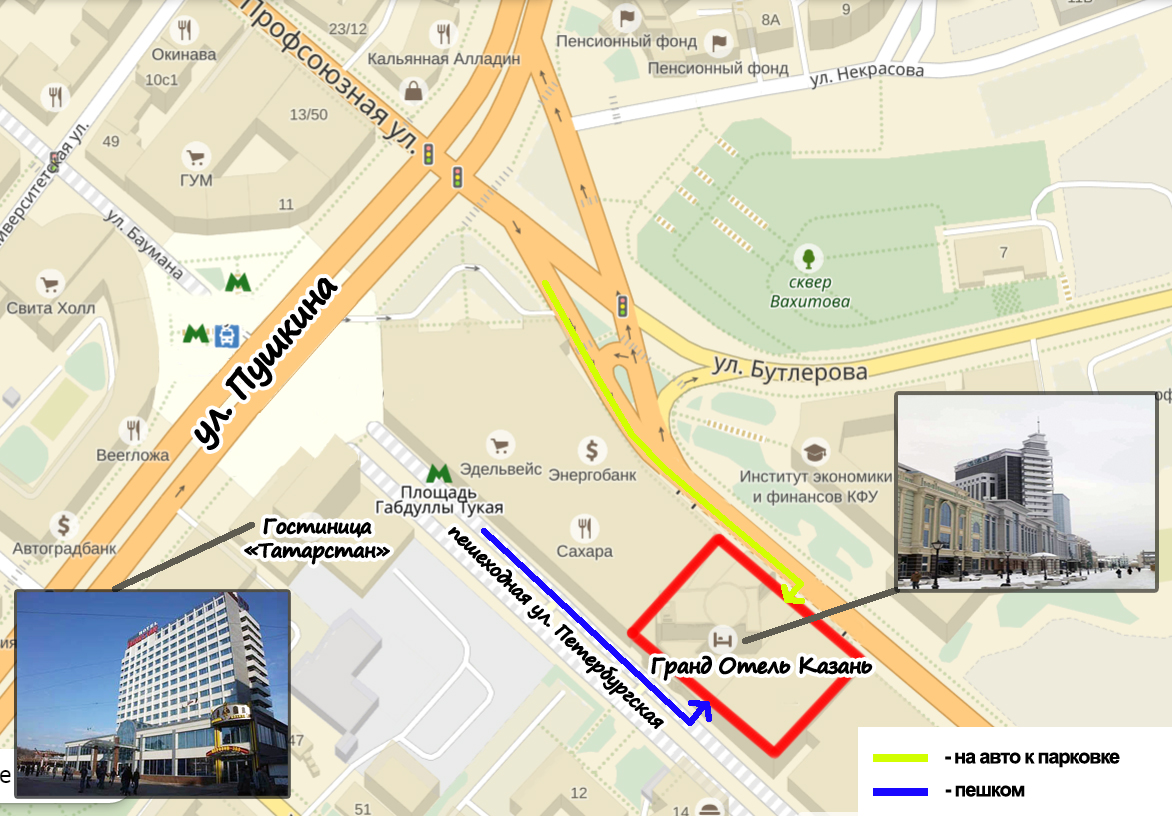 Профсоюзная ул.
23/12
Окинава
10с1
Кальянная Алладин
Пенсионный фонд
Пенсионный фонд
8А
9
ул. Некрасова
13/50
49
ГУМ
11
ул. Баумана
Свита Холл
7
сквер
Вахитова
ул. Пушкина
ул. Бутлерова
Веегложа
Эдельвейс
Энергобанк
Институт экономики
и финансов КФУ
Площадь
Габдуллы Тукая
Гостиница
«Татарстан»
Автоградбанк
Сахара
пешеходная ул. Петербургская
Гранд Отель Казань
47
51
12
14
- на авто к парковке
- пешком